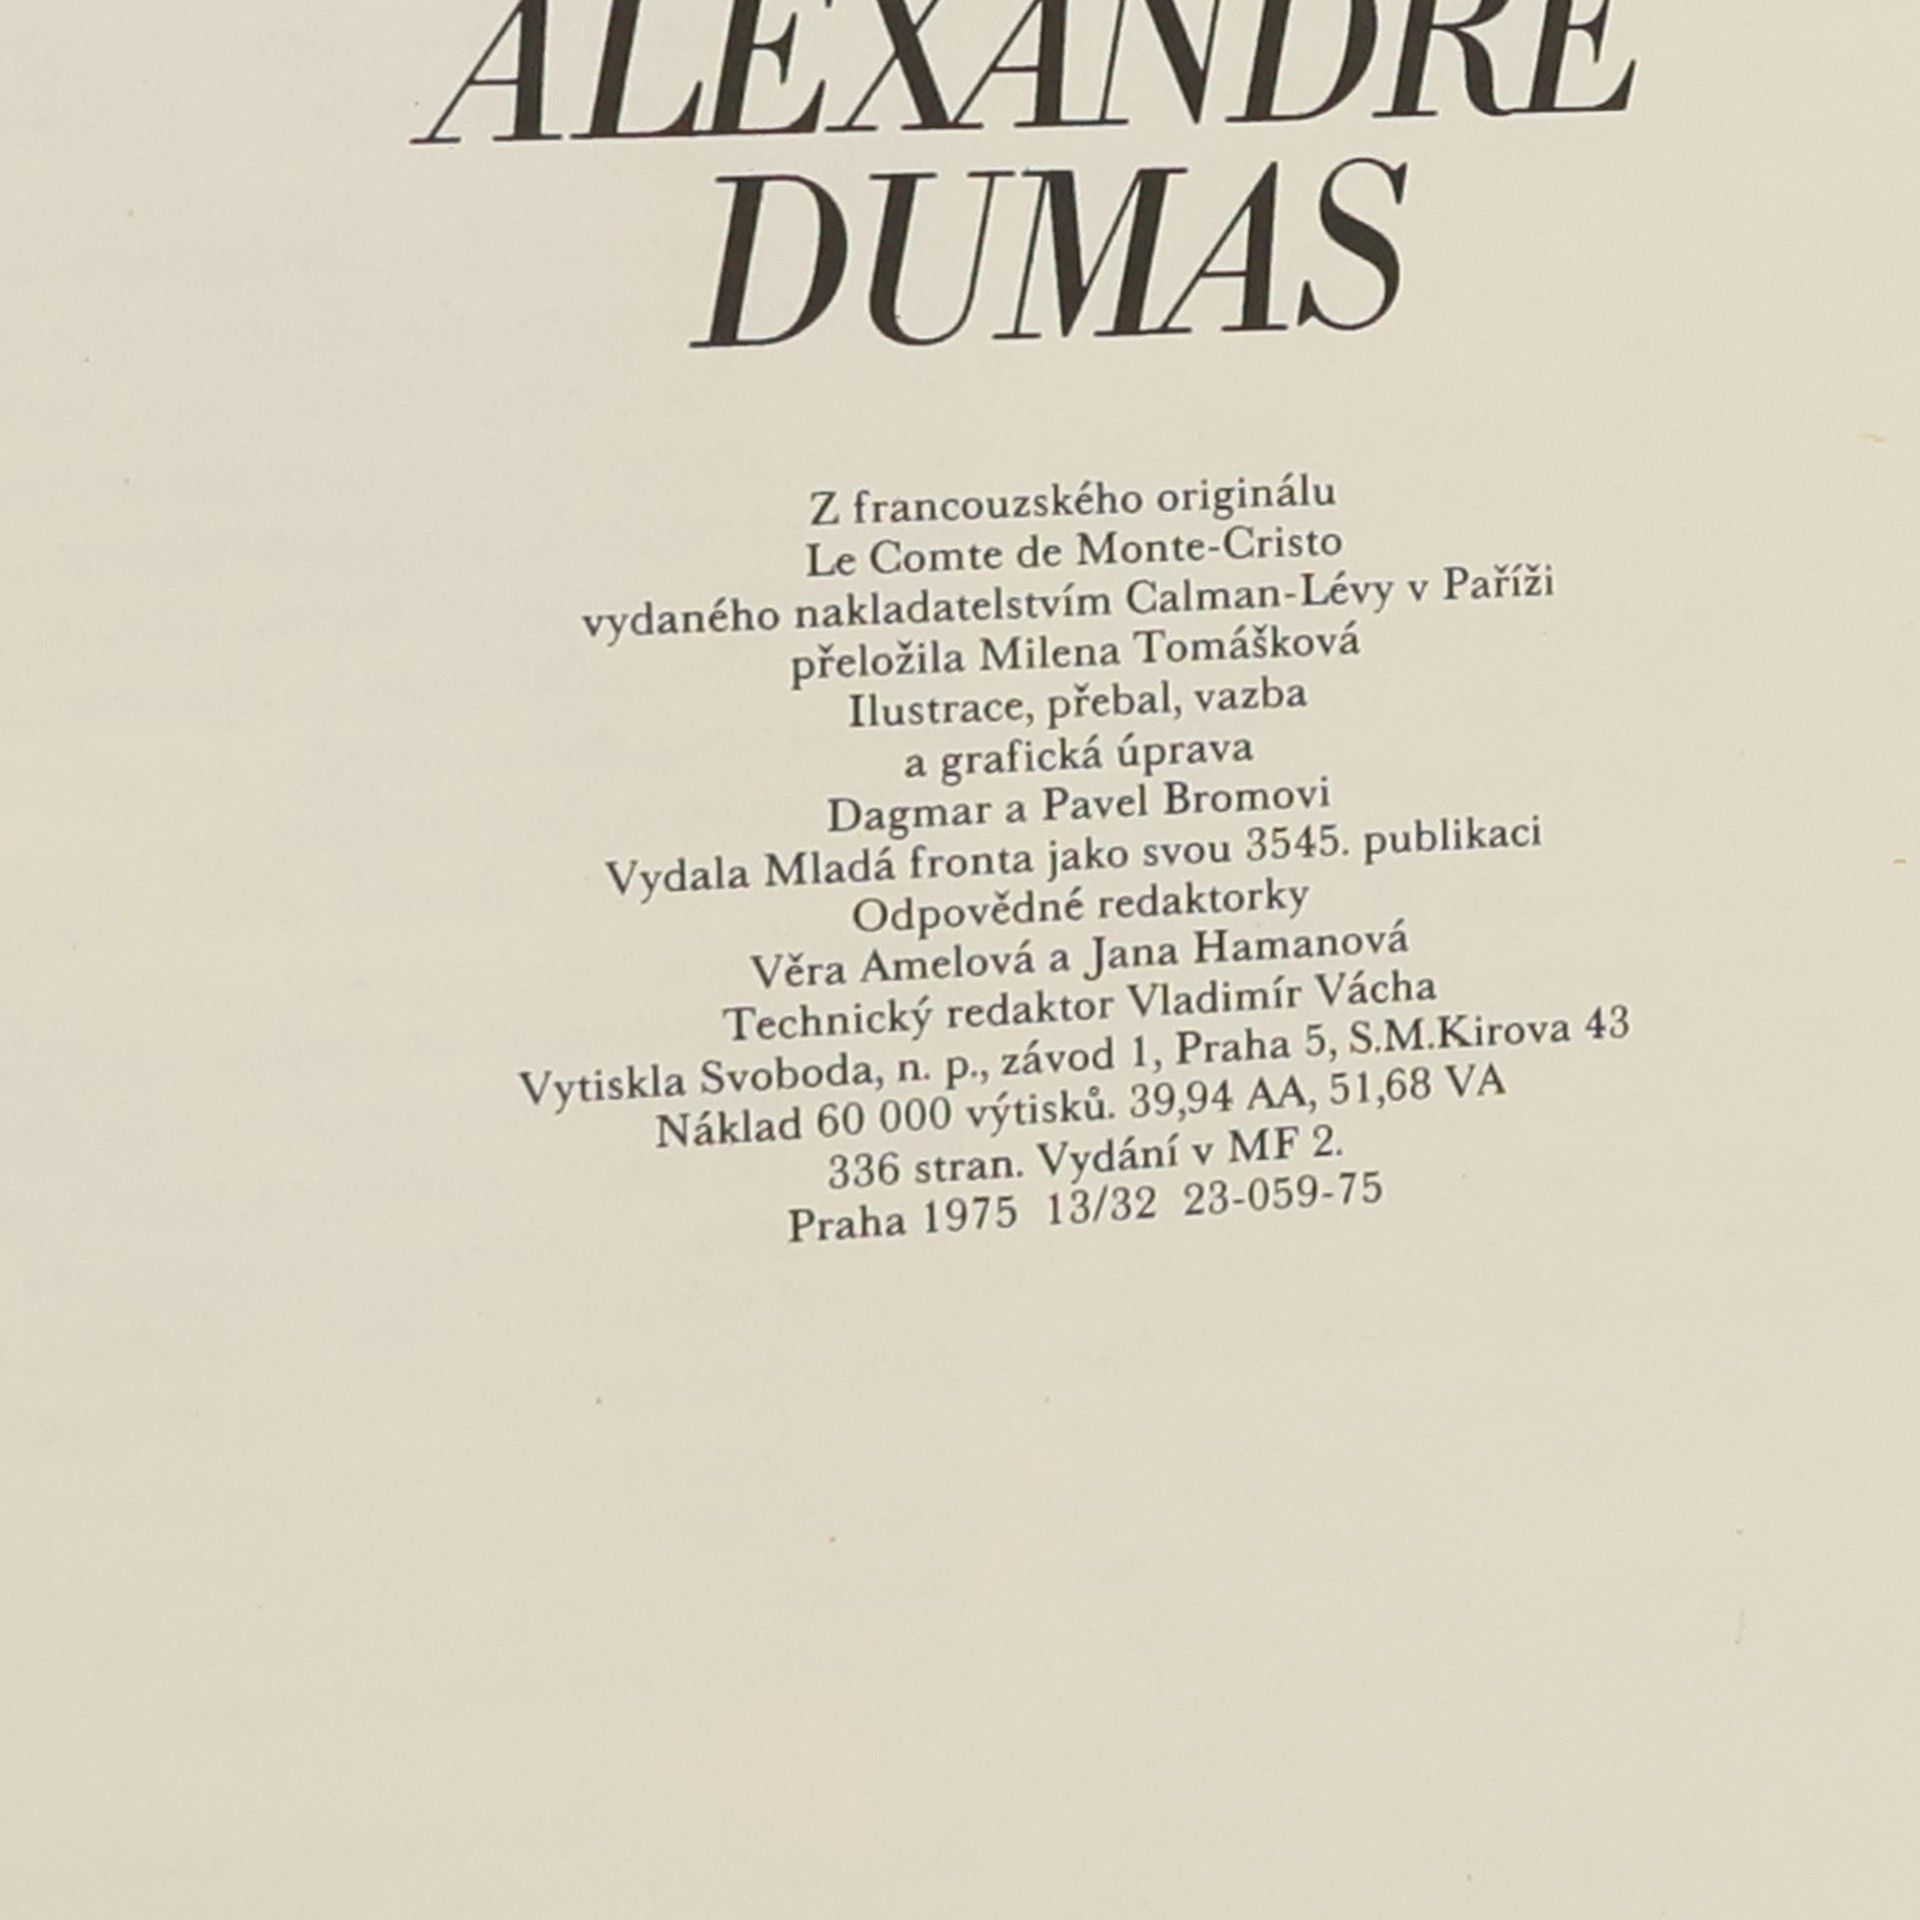 ALEXANDRE
DUMAS
Z francouzského originálu
Le Comte de Monte-Cristo
vydaného nakladatelstvím Calman-Lévy v Paříži
přeložila Milena Tomášková
Ilustrace, přebal, vazba
a grafická úprava
Dagmar a Pavel Bromovi
Vydala Mladá fronta jako svou 3545. publikaci
Odpovědné redaktorky
Věra Amelová a Jana Hamanová
Technický redaktor Vladimír Vácha
Vytiskla Svoboda, n. p., závod 1, Praha 5, S.M.Kirova 43
Náklad 60 000 výtisků. 39,94 AA, 51,68 VA
336 stran. Vydání v MF 2.
Praha 1975 13/32 23-059-75